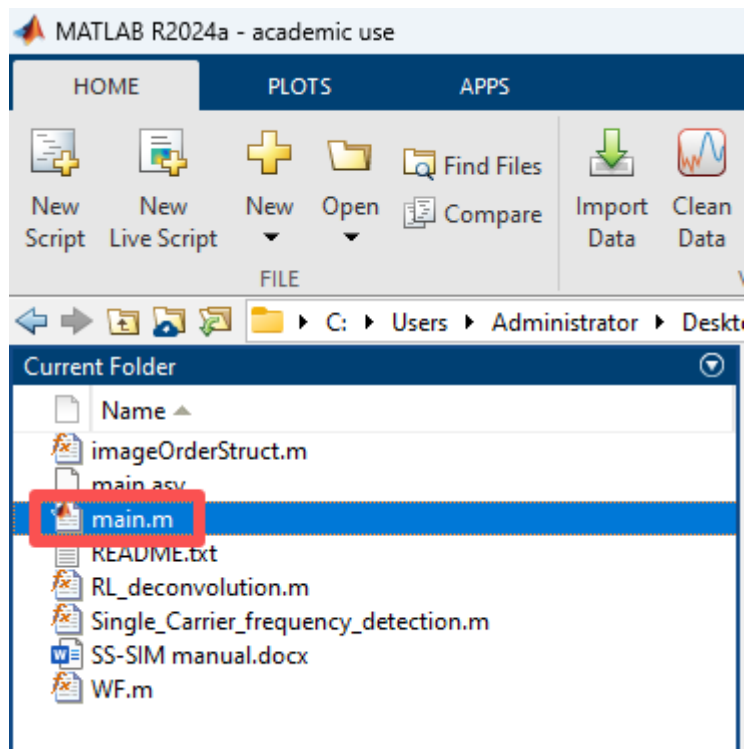 MATLAB R2024a - academic use
HOME PLOTS APPS
New Script
New Live Script
New
Open
Find Files
Compare
Import Data
Clean Data
FILE
C: Users Administrator
Current Folder
Name
imageOrderStruct.m
main.asv
main.m
README.txt
RL_deconvolution.m
Single_Carrier_frequency_detection.m
SS-SIM manual.docx
WF.m